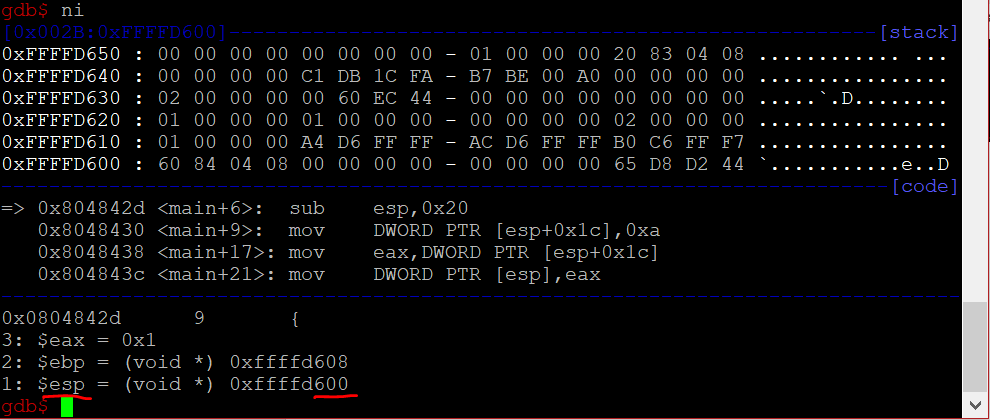 gdb$ ni
[0x002B:0xFFFFD600]------------------------------------------------------[stack]
0xFFFFD650 : 00 00 00 00 00 00 00 00 - 01 00 00 00 20 83 04 08 ............ ...
0xFFFFD640 : 00 00 00 00 C1 DB 1C FA - B7 BE 00 A0 00 00 00 00 ................
0xFFFFD630 : 02 00 00 00 00 60 EC 44 - 00 00 00 00 00 00 00 00 .....`.D........
0xFFFFD620 : 01 00 00 00 01 00 00 00 - 00 00 00 00 02 00 00 00 ................
0xFFFFD610 : 01 00 00 00 A4 D6 FF FF - AC D6 FF FF B0 C6 FF F7 ................
0xFFFFD600 : 60 84 04 08 00 00 00 00 - 00 00 00 00 65 D8 D2 44 `...........e..D
--------------------------------------------------------------------------[code]
=> 0x804842d <main+6>: sub esp,0x20
0x8048430 <main+9>: mov DWORD PTR [esp+0x1c],0xa
0x8048438 <main+17>: mov eax,DWORD PTR [esp+0x1c]
0x804843c <main+21>: mov DWORD PTR [esp],eax
--------------------------------------------------------------------------------
0x0804842d 9 {
3: $eax = 0x1
2: $ebp = (void *) 0xffffd608
1: $esp = (void *) 0xffffd600
gdb$